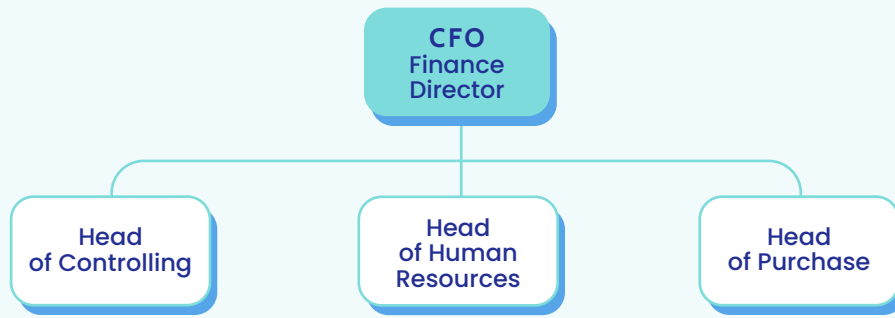 CFO
Finance
Director
Head
of Controlling
Head
of Human
Resources
Head
of Purchase